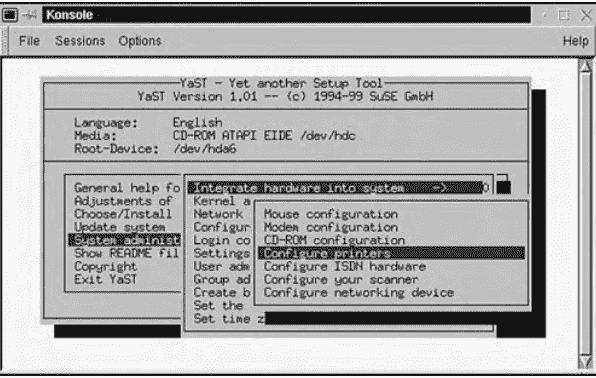 Konsole
File Sessions Options Help
YaST - Yet another Setup Tool
YaST Version 1.01 -- (c) 1994-99 SuSE GmbH
Language: English
Media: CD-ROM ATAPI EIDE /dev/hdc
Root-Device: /dev/hda6
General help fo
Adjustments of
Choose/Install
Update system
System administ
Show README fil
Copyright
Exit YaST
Integrate hardware into system ->
Kernel a
Network
Configur
Login co
Settings
User adm
Group ad
Create b
Set the
Set time z
Mouse configuration
Modem configuration
CD-ROM configuration
Configure printers
Configure ISDN hardware
Configure your scanner
Configure networking device